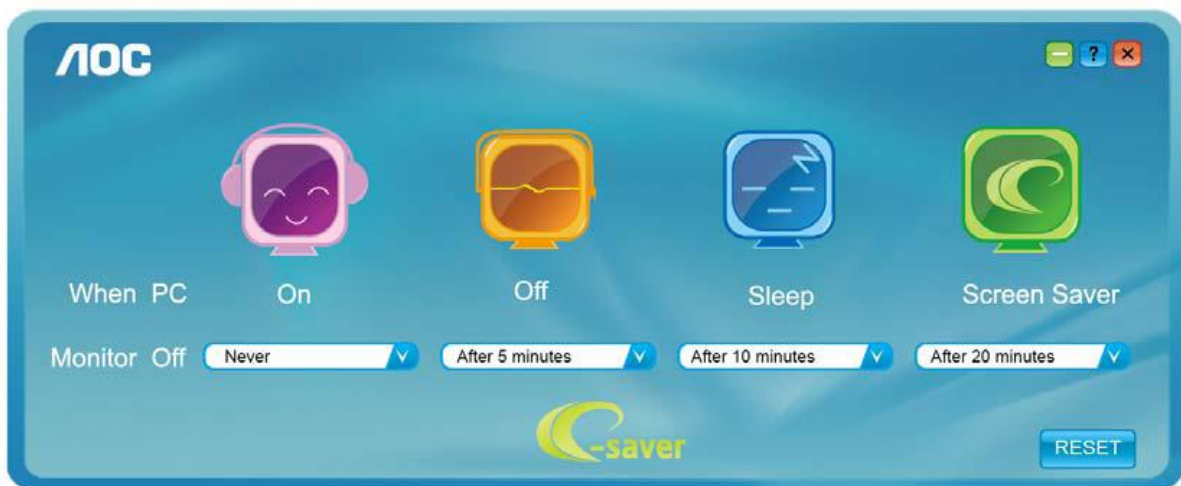 AOC
?
When PC On Off Sleep Screen Saver
Monitor Off Never After 5 minutes After 10 minutes After 20 minutes
e-saver
RESET